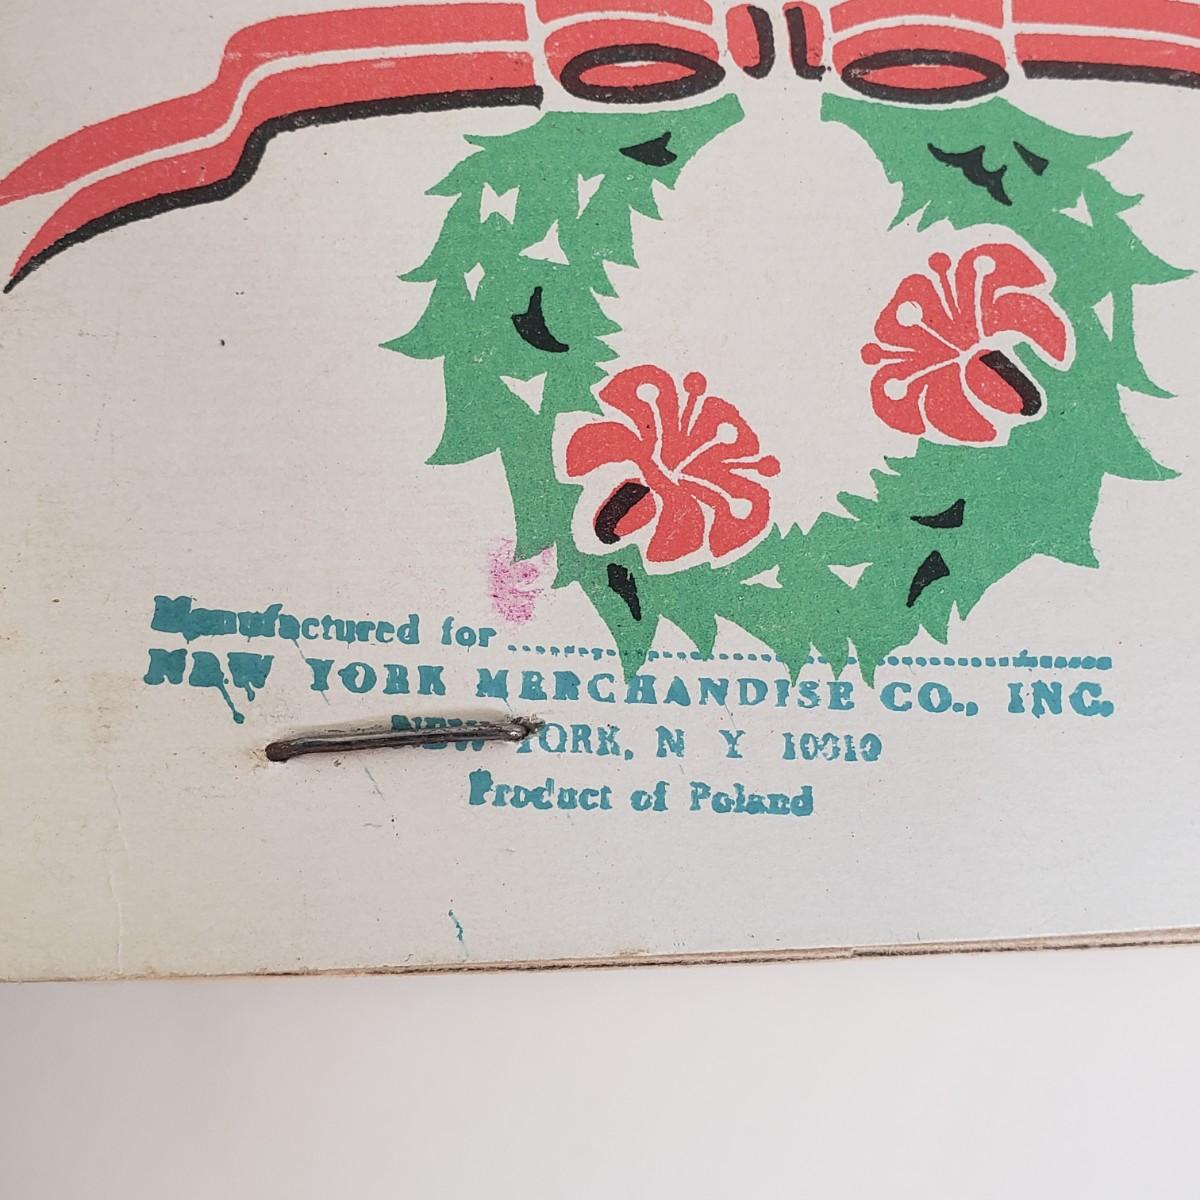 Manufactured for ........................................
NEW YORK MERCHANDISE CO., INC.
NEW YORK, N Y 10010
Product of Poland